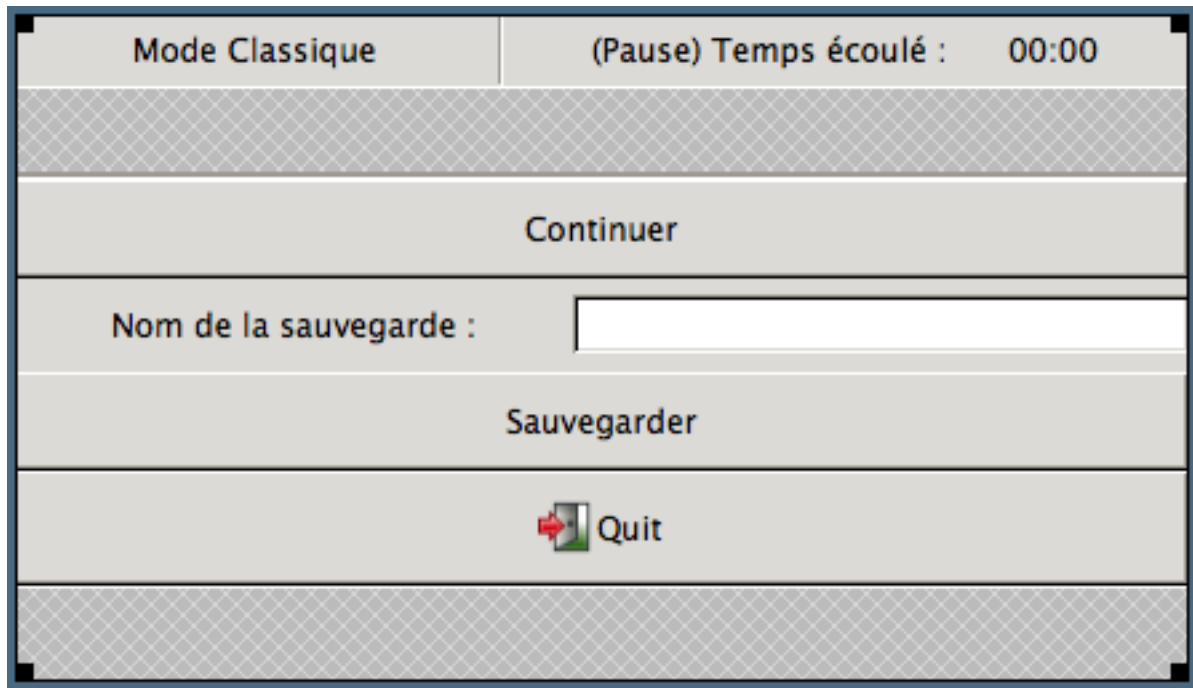 Mode Classique (Pause) Temps écoulé : 00:00
Continuer
Nom de la sauvegarde :
Sauvegarder
Quit